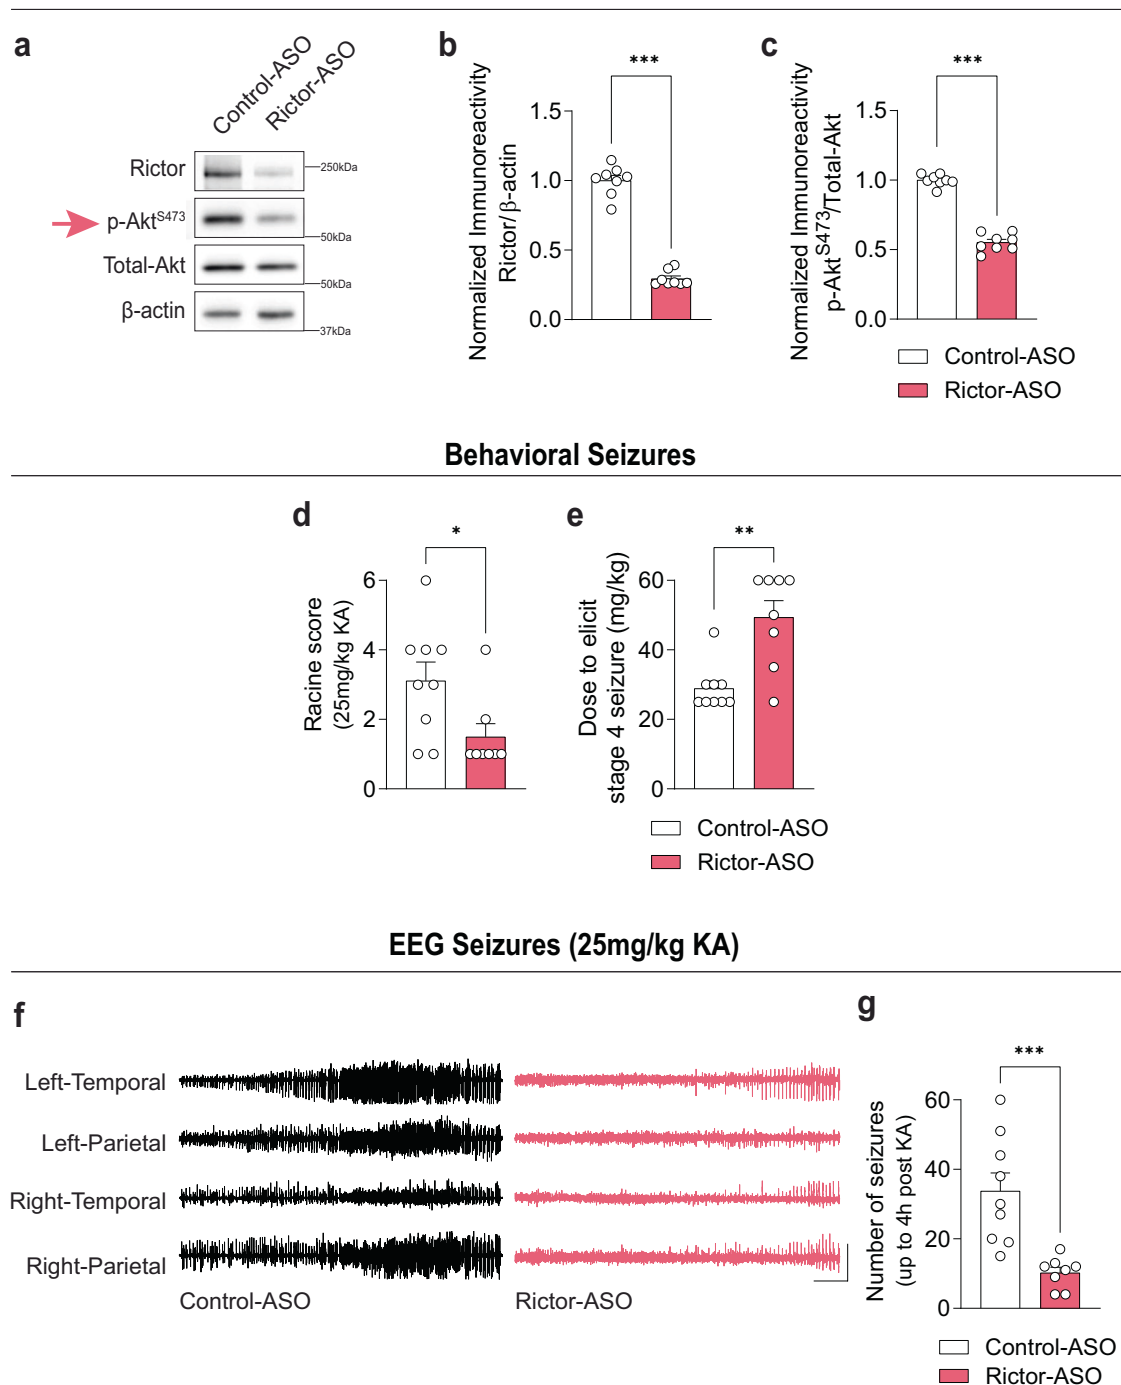 a
Control-ASO
Rictor-ASO
Rictor
250kDa
p-Akt^S473
50kDa
Total-Akt
50kDa
β-actin
37kDa
b
Normalized Immunoreactivity
Rictor/β-actin
***
1.5
1.0
0.5
0.0
c
Normalized Immunoreactivity
p-Akt^S473/Total-Akt
***
1.5
1.0
0.5
0.0
Control-ASO
Rictor-ASO
Behavioral Seizures
d
Racine score
(25mg/kg KA)
*
6
4
2
0
e
Dose to elicit
stage 4 seizure (mg/kg)
**
60
40
20
0
Control-ASO
Rictor-ASO
EEG Seizures (25mg/kg KA)
f
Left-Temporal
Left-Parietal
Right-Temporal
Right-Parietal
Control-ASO
Rictor-ASO
g
Number of seizures
(up to 4h post KA)
***
60
40
20
0
Control-ASO
Rictor-ASO